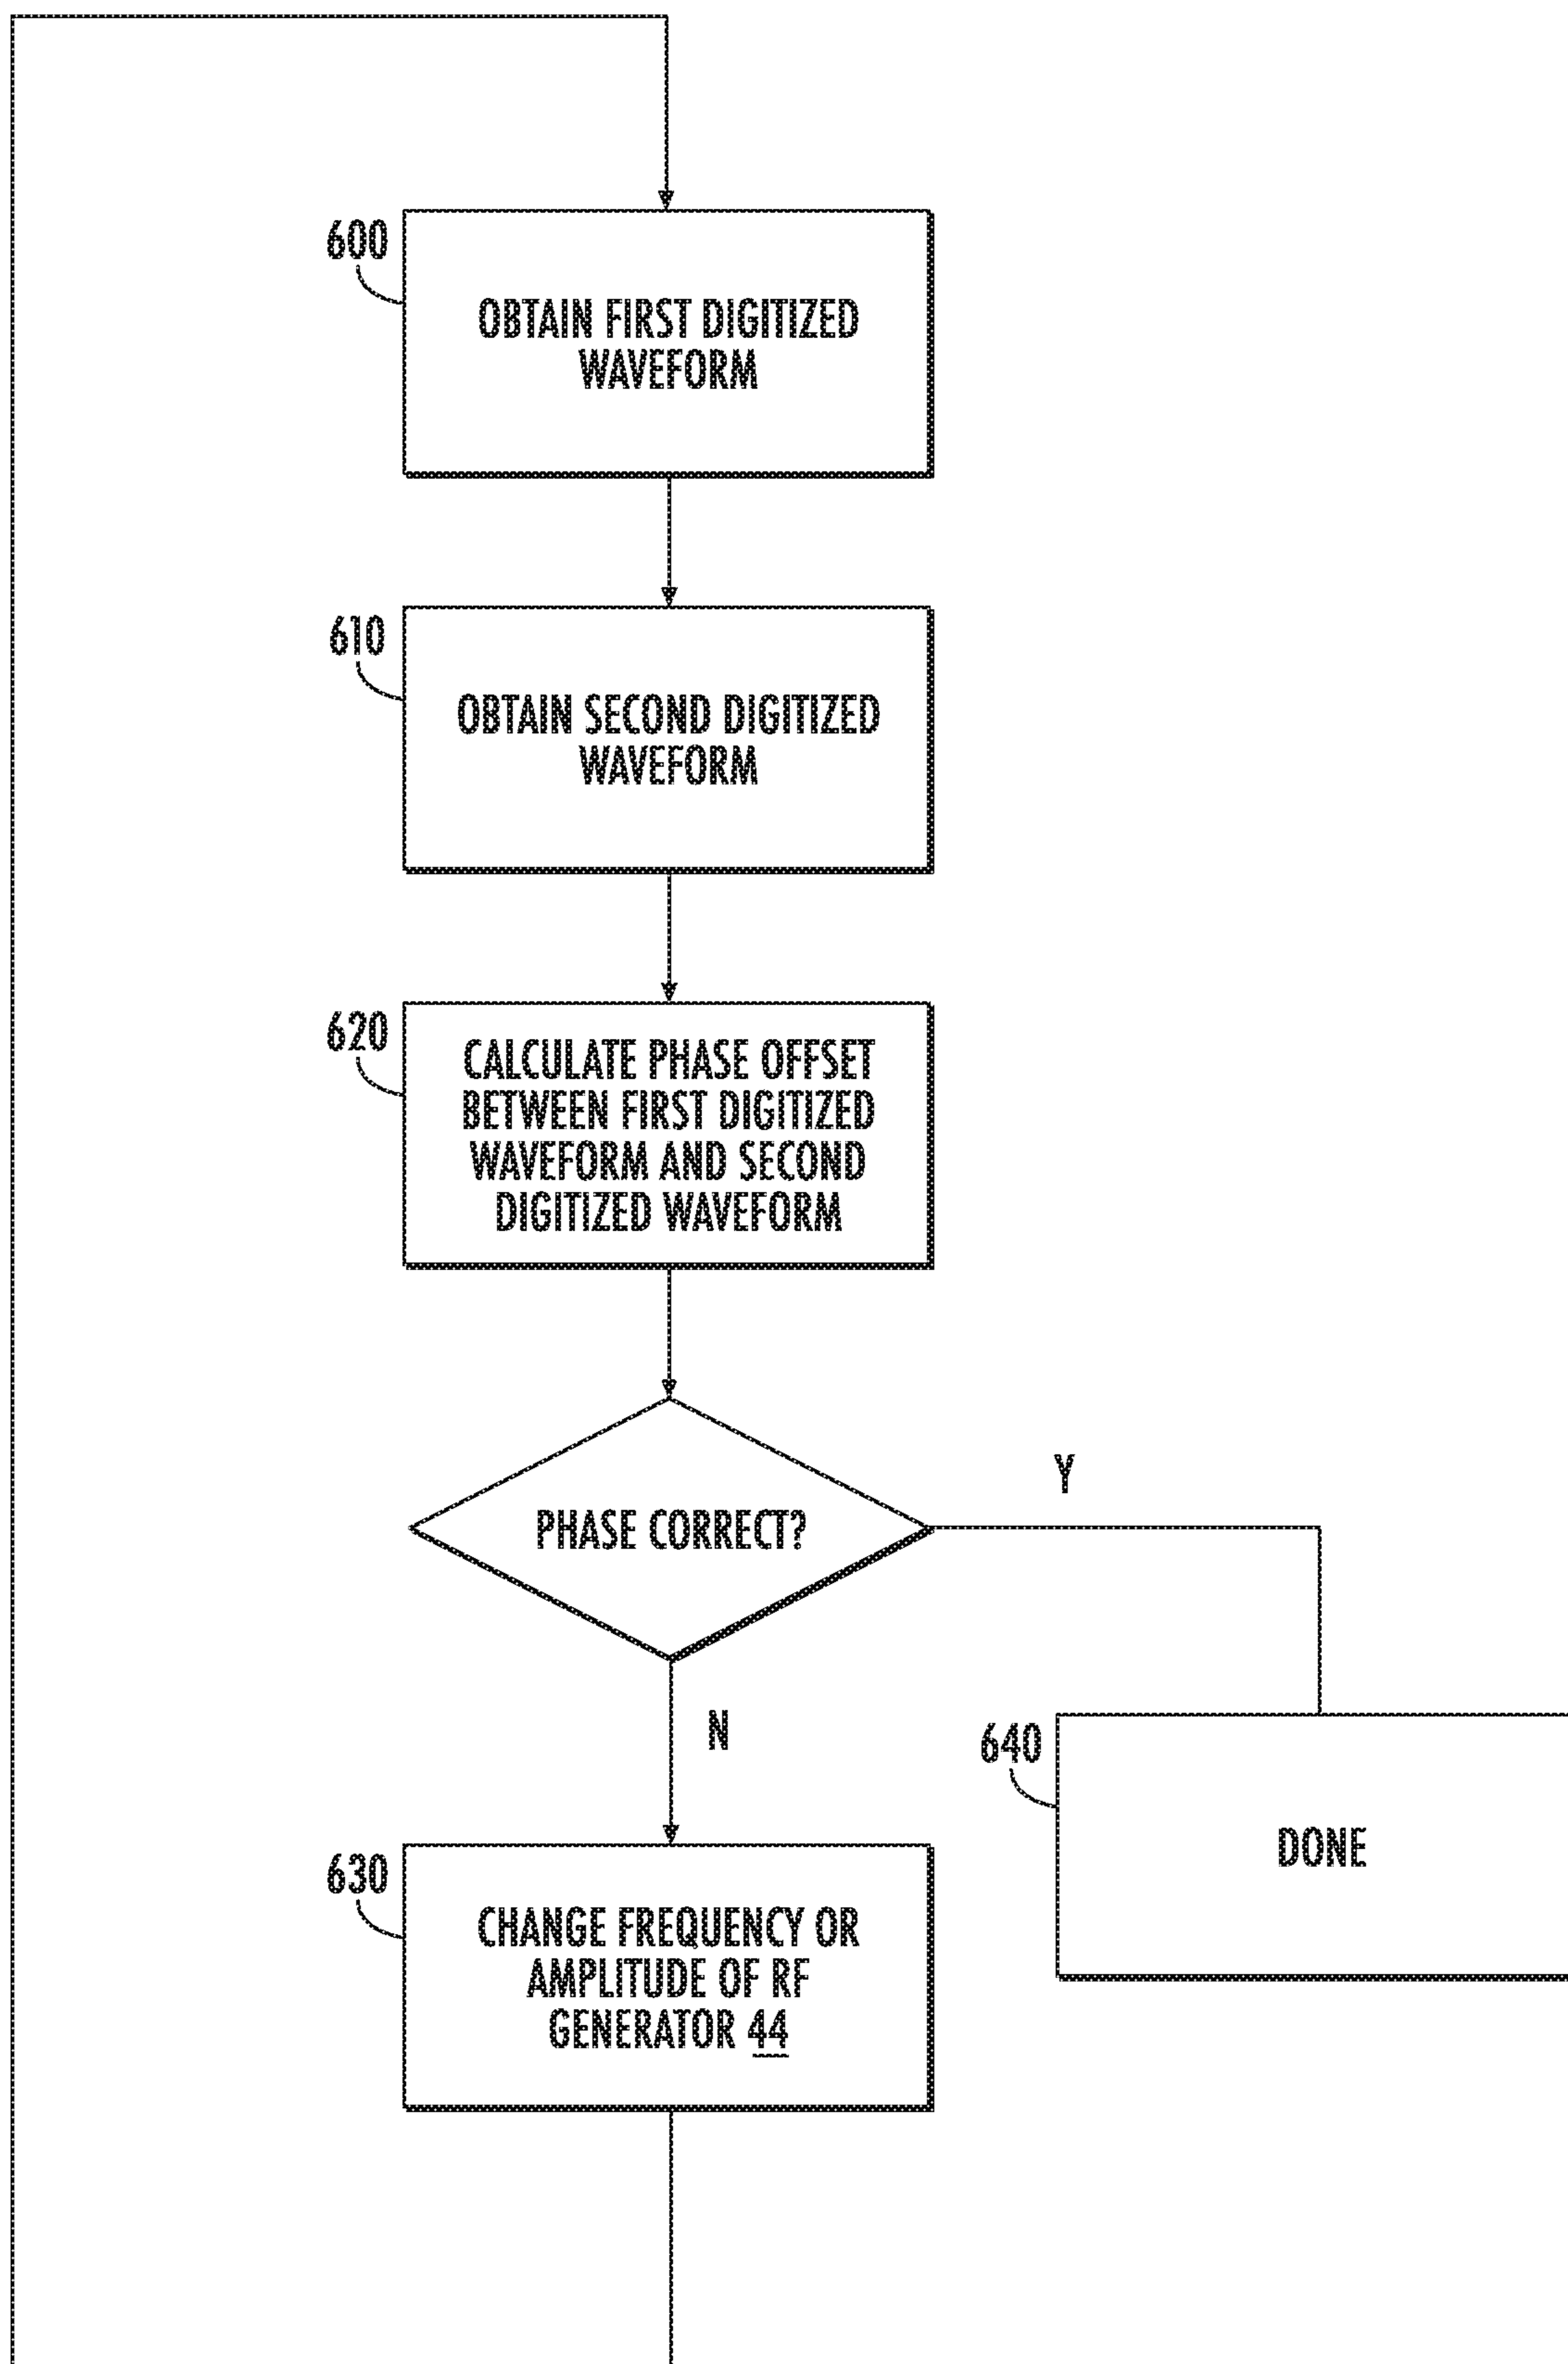 600
OBTAIN FIRST DIGITIZED
WAVEFORM
610
OBTAIN SECOND DIGITIZED
WAVEFORM
620
CALCULATE PHASE OFFSET
BETWEEN FIRST DIGITIZED
WAVEFORM AND SECOND
DIGITIZED WAVEFORM
PHASE CORRECT?
Y
N
640
DONE
630
CHANGE FREQUENCY OR
AMPLITUDE OF RF
GENERATOR 44